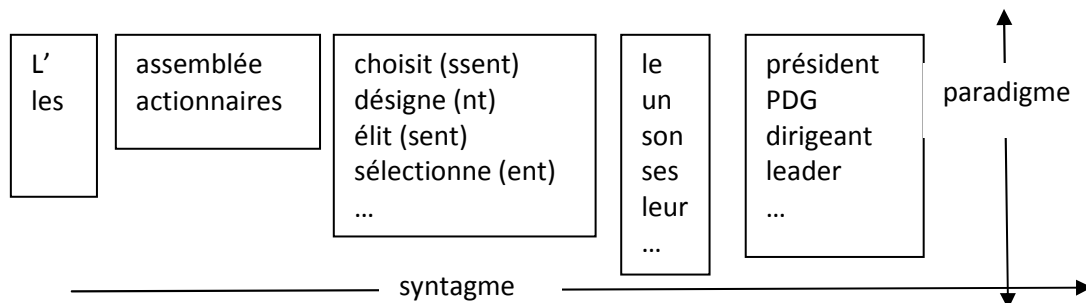 L'
les
assemblée
actionnaires
choisit (ssent)
désigne (nt)
élit (sent)
sélectionne (ent)
…
le
un
son
ses
leur
…
président
PDG
dirigeant
leader
…
paradigme
syntagme